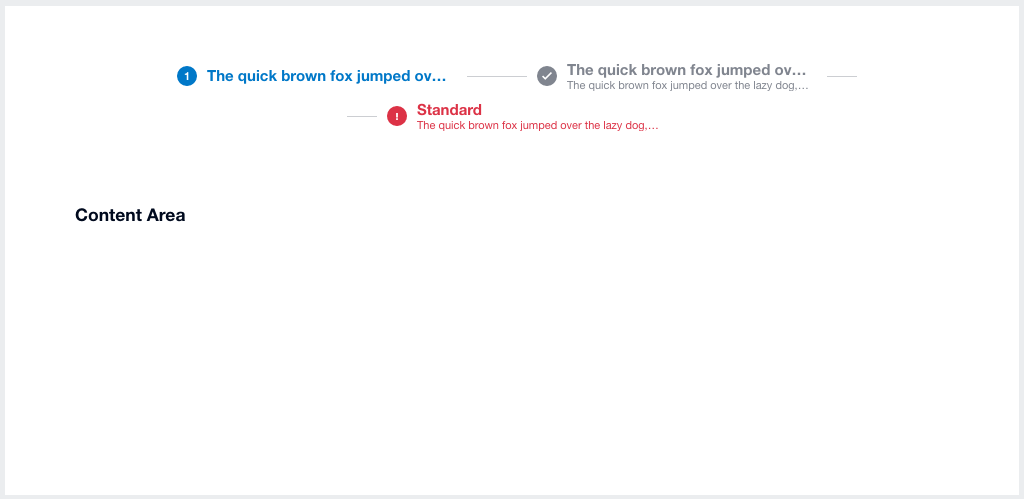 1 The quick brown fox jumped ov...
The quick brown fox jumped ov...
The quick brown fox jumped over the lazy dog,...
! Standard
The quick brown fox jumped over the lazy dog,...
Content Area